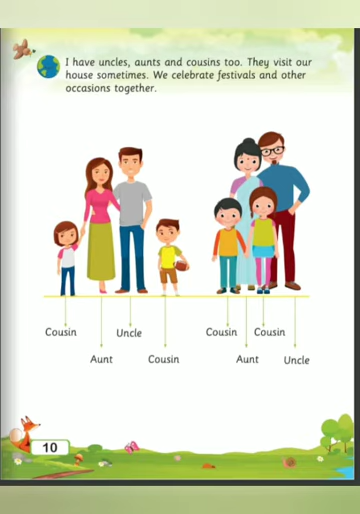 I have uncles, aunts and cousins too. They visit our
house sometimes. We celebrate festivals and other
occasions together.
Cousin
Uncle
Cousin
Cousin
Aunt
Cousin
Aunt
Uncle
10